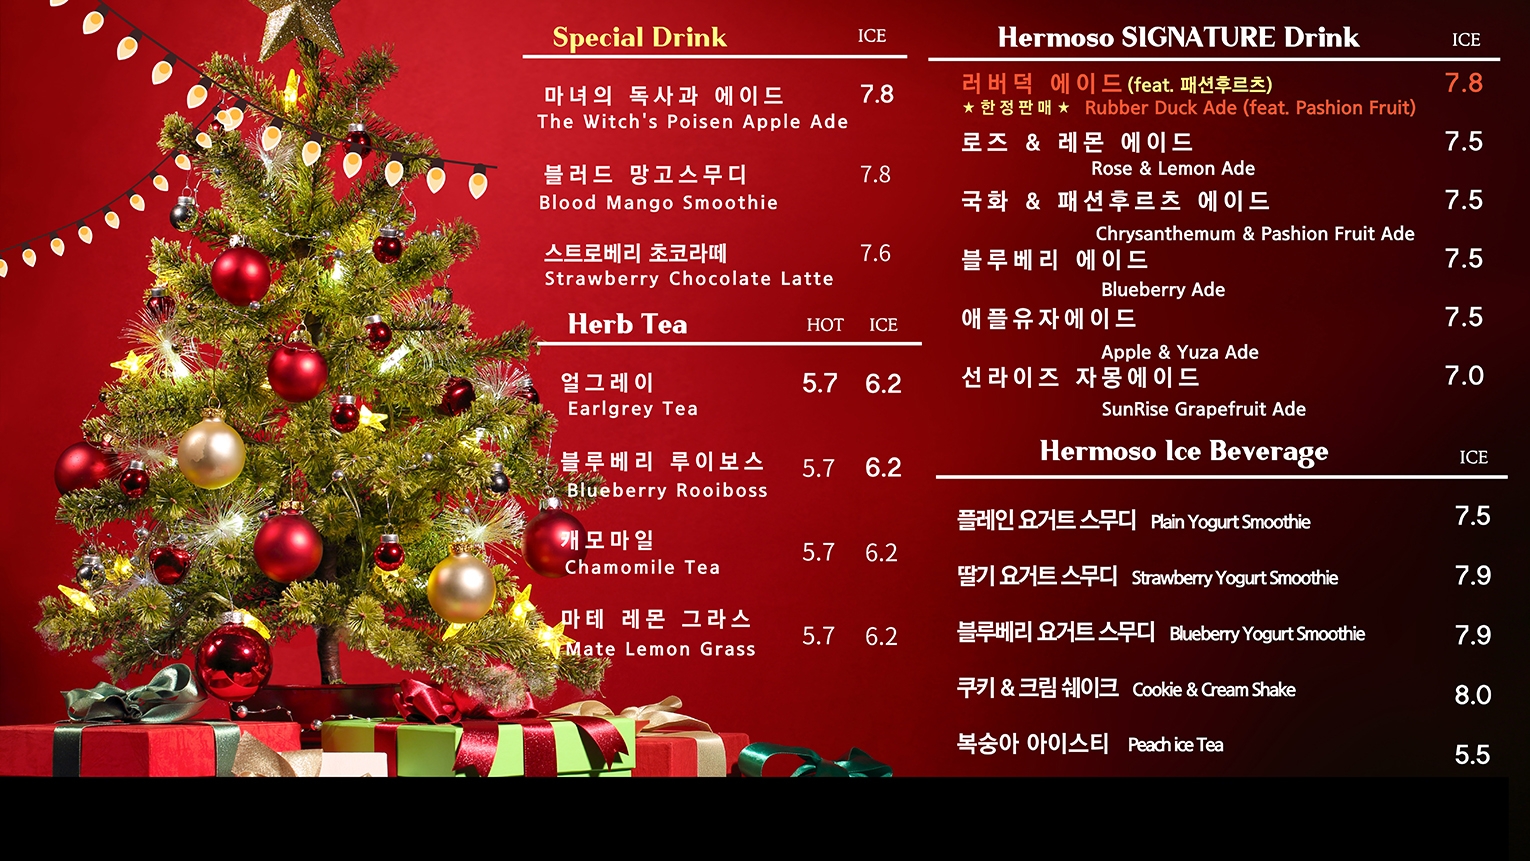 Special Drink ICE
마녀의 독사과 에이드 7.8
The Witch's Poisen Apple Ade
블러드 망고스무디 7.8
Blood Mango Smoothie
스트로베리 초코라떼 7.6
Strawberry Chocolate Latte
Herb Tea HOT ICE
얼그레이 5.7 6.2
Earlgrey Tea
블루베리 루이보스 5.7 6.2
Blueberry Rooiboss
캐모마일 5.7 6.2
Chamomile Tea
마테 레몬 그라스 5.7 6.2
Mate Lemon Grass
Hermoso SIGNATURE Drink ICE
러버덕 에이드 (feat. 패션후르츠) 7.8
★한정판매★ Rubber Duck Ade (feat. Pashion Fruit)
로즈 & 레몬 에이드 7.5
Rose & Lemon Ade
국화 & 패션후르츠 에이드 7.5
Chrysanthemum & Pashion Fruit Ade
블루베리 에이드 7.5
Blueberry Ade
애플유자에이드 7.5
Apple & Yuza Ade
선라이즈 자몽에이드 7.0
SunRise Grapefruit Ade
Hermoso Ice Beverage ICE
플레인 요거트 스무디 Plain Yogurt Smoothie 7.5
딸기 요거트 스무디 Strawberry Yogurt Smoothie 7.9
블루베리 요거트 스무디 Blueberry Yogurt Smoothie 7.9
쿠키 & 크림 쉐이크 Cookie & Cream Shake 8.0
복숭아 아이스티 Peach ice Tea 5.5